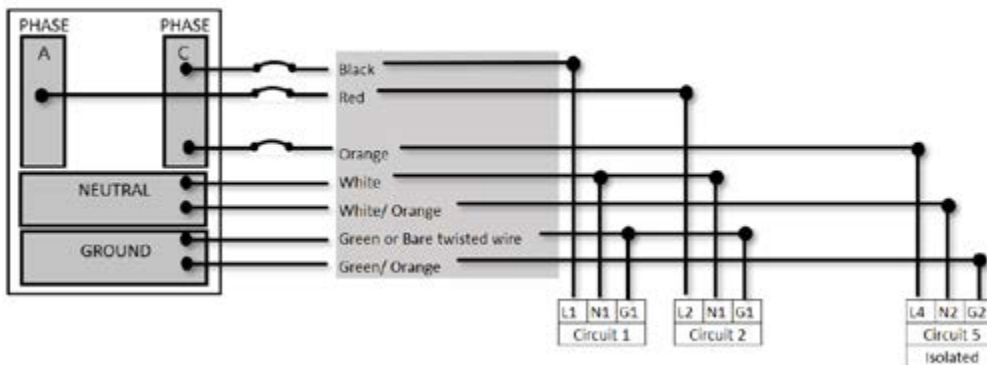 PHASE PHASE
A C
Black
Red
Orange
NEUTRAL
White
White/ Orange
GROUND
Green or Bare twisted wire
Green/ Orange
L1 N1 G1 L2 N1 G1 L4 N2 G2
Circuit 1 Circuit 2 Circuit 5
Isolated